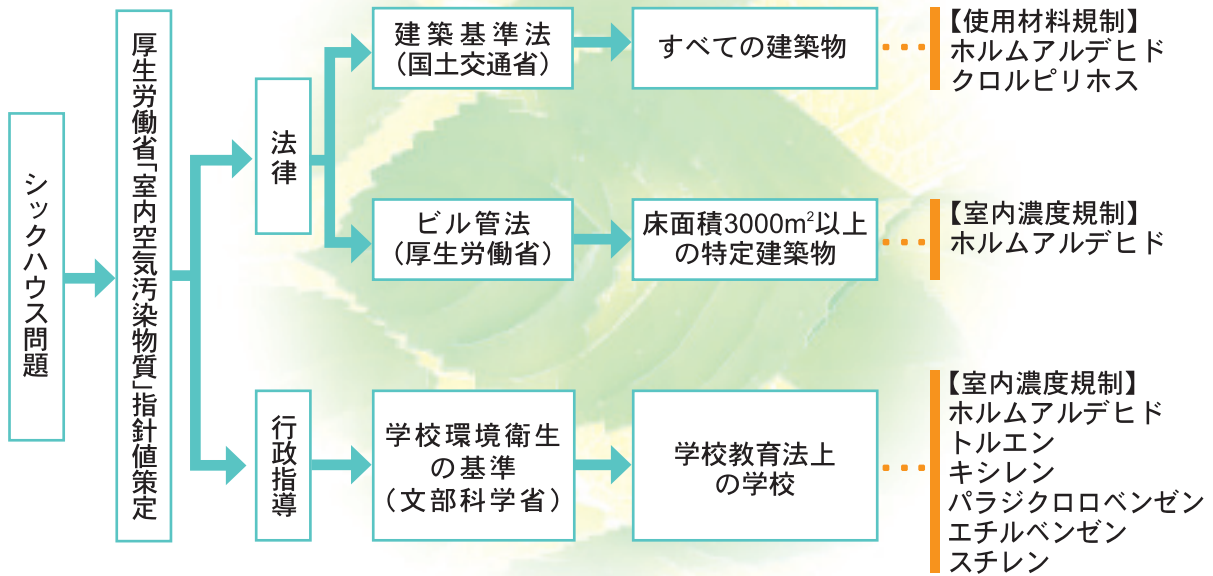 シックハウス問題
厚生労働省「室内空気汚染物質」指針値策定
法律
建築基準法
（国土交通省）
すべての建築物
【使用材料規制】
ホルムアルデヒド
クロルピリホス
ビル管法
（厚生労働省）
床面積3000m²以上
の特定建築物
【室内濃度規制】
ホルムアルデヒド
行政指導
学校環境衛生
の基準
（文部科学省）
学校教育法上
の学校
【室内濃度規制】
ホルムアルデヒド
トルエン
キシレン
パラジクロロベンゼン
エチルベンゼン
スチレン